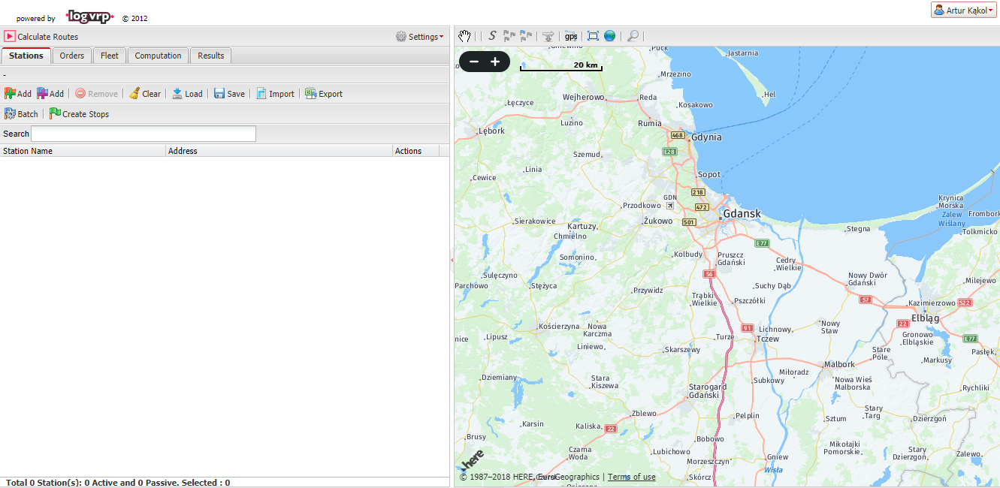 powered by logvrp © 2012
Artur Kąkol
Calculate Routes
Settings
Stations Orders Fleet Computation Results
-
Add Add Remove Clear Load Save Import Export
Batch Create Stops
Search
Station Name Address Actions
Total 0 Station(s): 0 Active and 0 Passive. Selected : 0
S gps
20 km
Puck
Jastarnia
Mrzezino
Hel
Wejherowo
Reda
Łęczyce
Kosakowo
Luzino
Rumia
Lębork
468
Gdynia
E28
Szemud
Linia
Cewice
Sopot
218
GDN
Przodkowo
472
Krynica
Morska
Zalew
Wiślany
Frombork
Gdansk
Sierakowice
Żukowo
501
Kartuzy
Chmielno
Stegna
Tolkmicko
E77
Kolbudy
Pruszcz
Gdański
Somonino
Cedry
Wielkie
S6
Sulęczyno
Parchowo
Stężyca
Przywidz
Suchy Dąb
Nowy Dwór
Gdański
Milejewo
Trąbki
Wielkie
Pszczółki
S7
Kazimierzowo
S22
Elbląg
22
Kościerzyna
Nowa
Karczma
91
Lichnowy
Nowy
Staw
Gronowo
Elbląskie
E77
nice
Lipusz
Turze
Tczew
Liniewo
Skarszewy
Stare
Pole
Pasłęk
Markusy
Malbork
Dziemiany
Stara
Kiszewa
Miłoradz
Subkowy
Nowa Wieś
Malborska
Starogard
Gdański
Rychliki
Zblewo
Pelplin
Stary
Targ
Sztum
Dzierzgoń
Karsin
Kaliska
22
Brusy
Bobowo
Czarna
Woda
Lubichowo
Morzeszczyn
Mikołajki
Pomorskie
Stary
Dzierzgoń
Zalewo
Gniew
Wisła
here
© 1987–2018 HERE, EuroGeographics | Terms of use
Skórcz